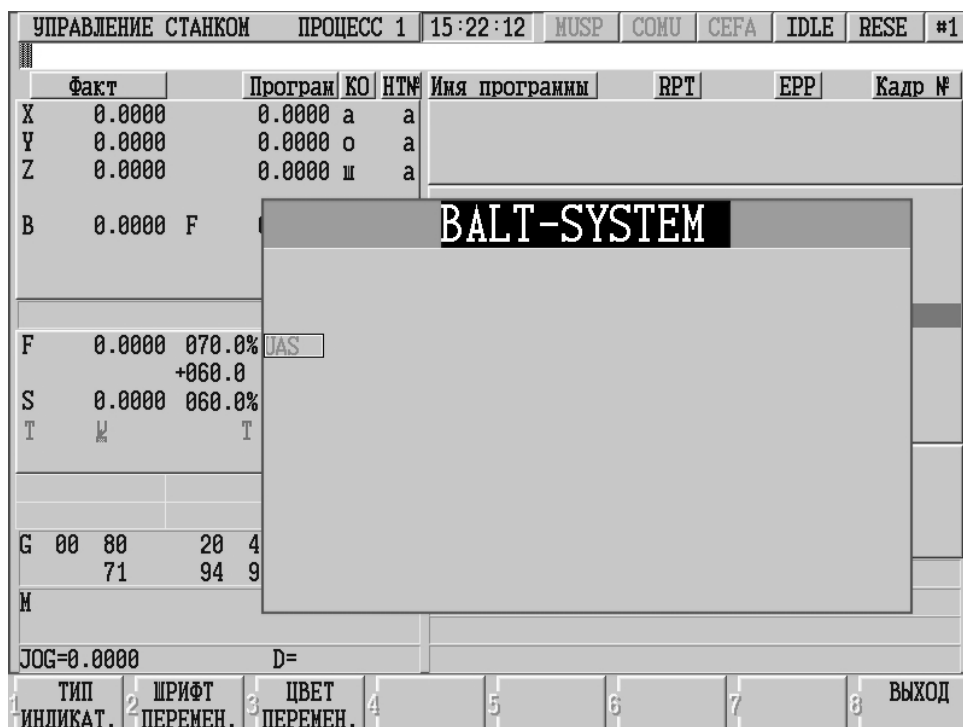 УПРАВЛЕНИЕ СТАНКОМ ПРОЦЕСС 1 15:22:12 MUSP COMU CEFA IDLE RESE #1
Факт Програм КО НТ№ Имя программы RPT EPP Кадр №
X 0.0000 0.0000 а а
Y 0.0000 0.0000 о а
Z 0.0000 0.0000 ш а
B 0.0000 F
BALT-SYSTEM
F 0.0000 070.0% UAS
+060.0
S 0.0000 060.0%
T T
G 00 80 20 4
71 94 9
M
JOG=0.0000 D=
1 ТИП ИНДИКАТ. 2 ШРИФТ ПЕРЕМЕН. 3 ЦВЕТ ПЕРЕМЕН. 4 5 6 7 8 ВЫХОД